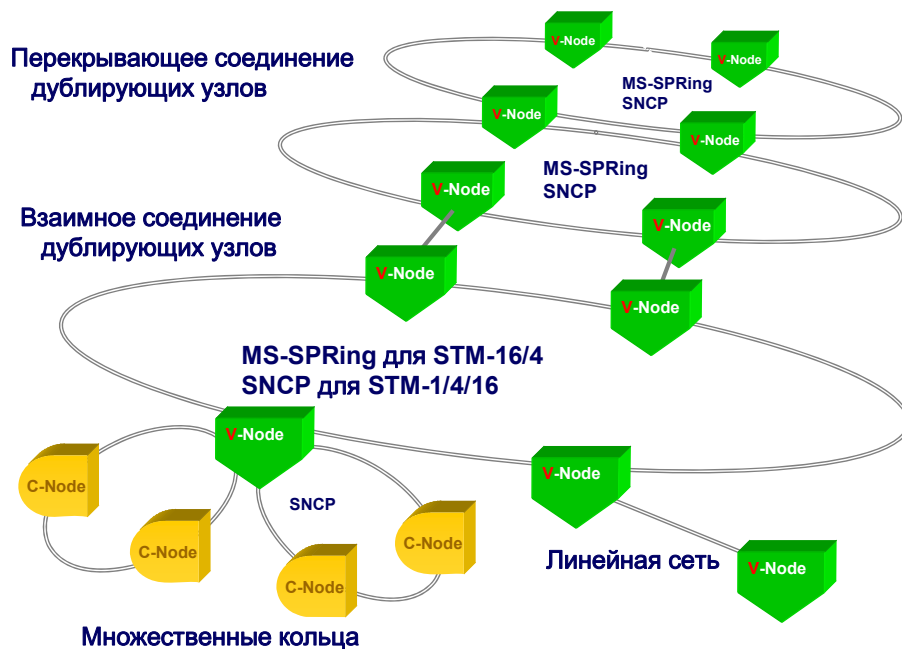 V-Node
V-Node
Перекрывающее соединение
дублирующих узлов
MS-SPRing
SNCP
V-Node
V-Node
MS-SPRing
SNCP
V-Node
Взаимное соединение
дублирующих узлов
V-Node
V-Node
V-Node
MS-SPRing для STM-16/4
SNCP для STM-1/4/16
V-Node
V-Node
C-Node
SNCP
C-Node
C-Node
C-Node
Линейная сеть
V-Node
Множественные кольца